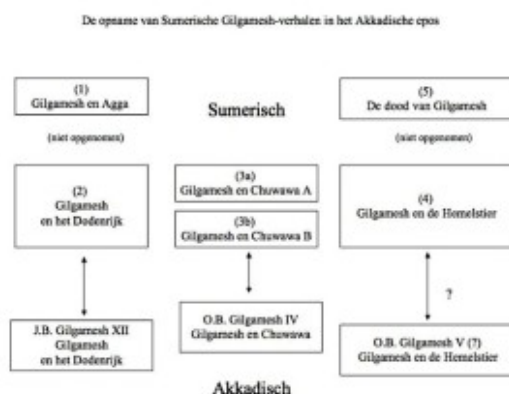 De opname van Sumerische Gilgamesh-verhalen in het Akkadische epos
(1)
Gilgamesh en Agga
(niet opgenomen)
Sumerisch
(5)
De dood van Gilgamesh
(niet opgenomen)
(2)
Gilgamesh
en het Dodenrijk
(3a)
Gilgamesh en Chuwawa A
(3b)
Gilgamesh en Chuwawa B
(4)
Gilgamesh en de Hemelstier
?
J.B. Gilgamesh XII
Gilgamesh
en het Dodenrijk
O.B. Gilgamesh IV
Gilgamesh en Chuwawa
O.B. Gilgamesh V (?)
Gilgamesh en de Hemelstier
Akkadisch